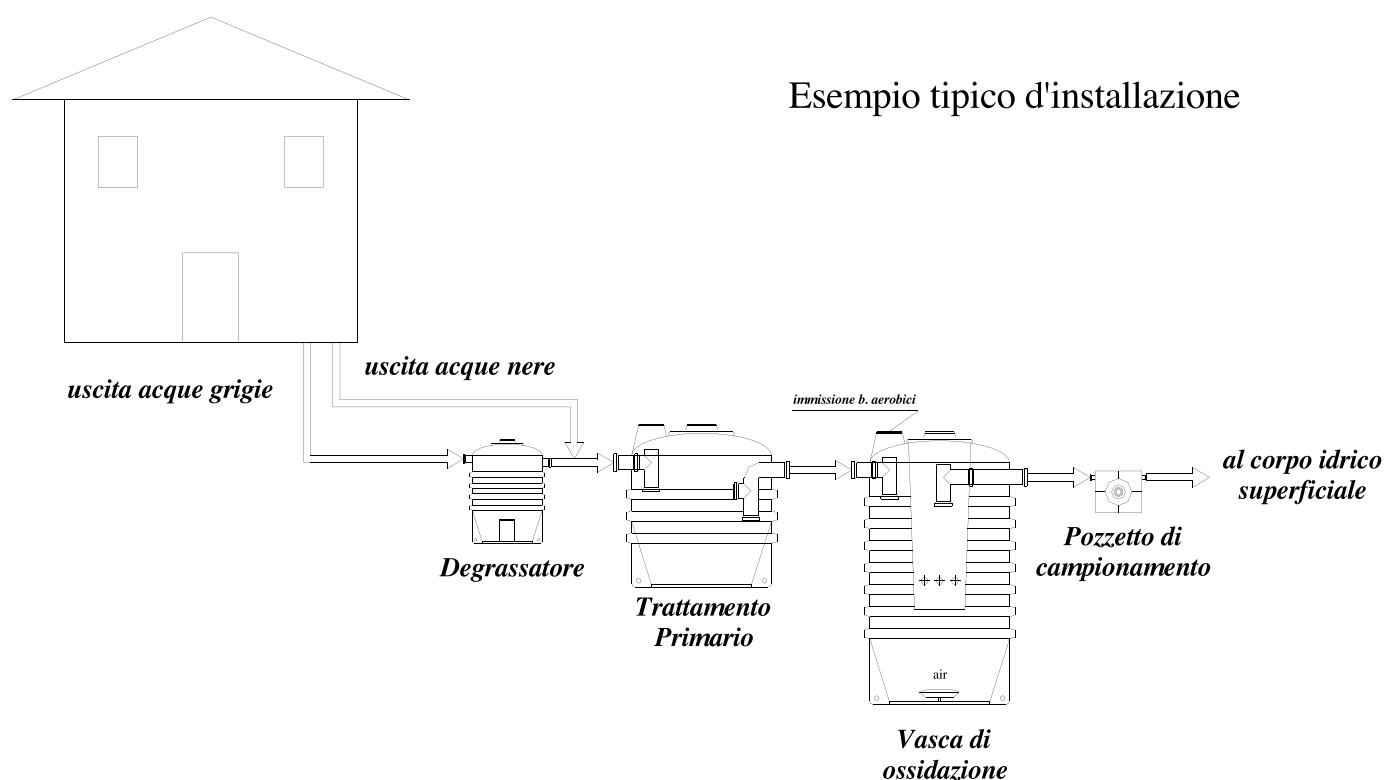 Esempio tipico d'installazione
uscita acque nere
uscita acque grigie
immissione b. aerobici
al corpo idrico
superficiale
Pozzetto di
campionamento
Degrassatore
Trattamento
Primario
air
Vasca di
ossidazione